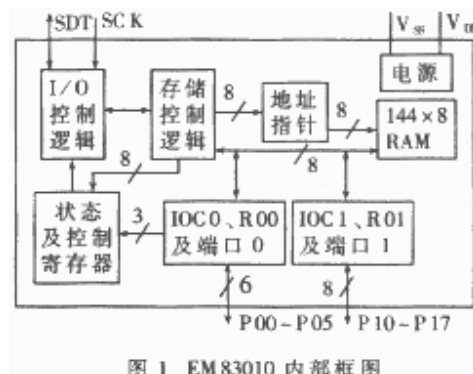 SDT SCK
V_SS V_D
I/O
控制
逻辑
存储
控制
逻辑
8
地址
指针
8
电源
144×8
RAM
8
8
状态
及控制
寄存器
3
IOC0、R00
及端口0
IOC1、R01
及端口1
6
8
P00~P05
P10~P17
图 1 EM83010 内部框图